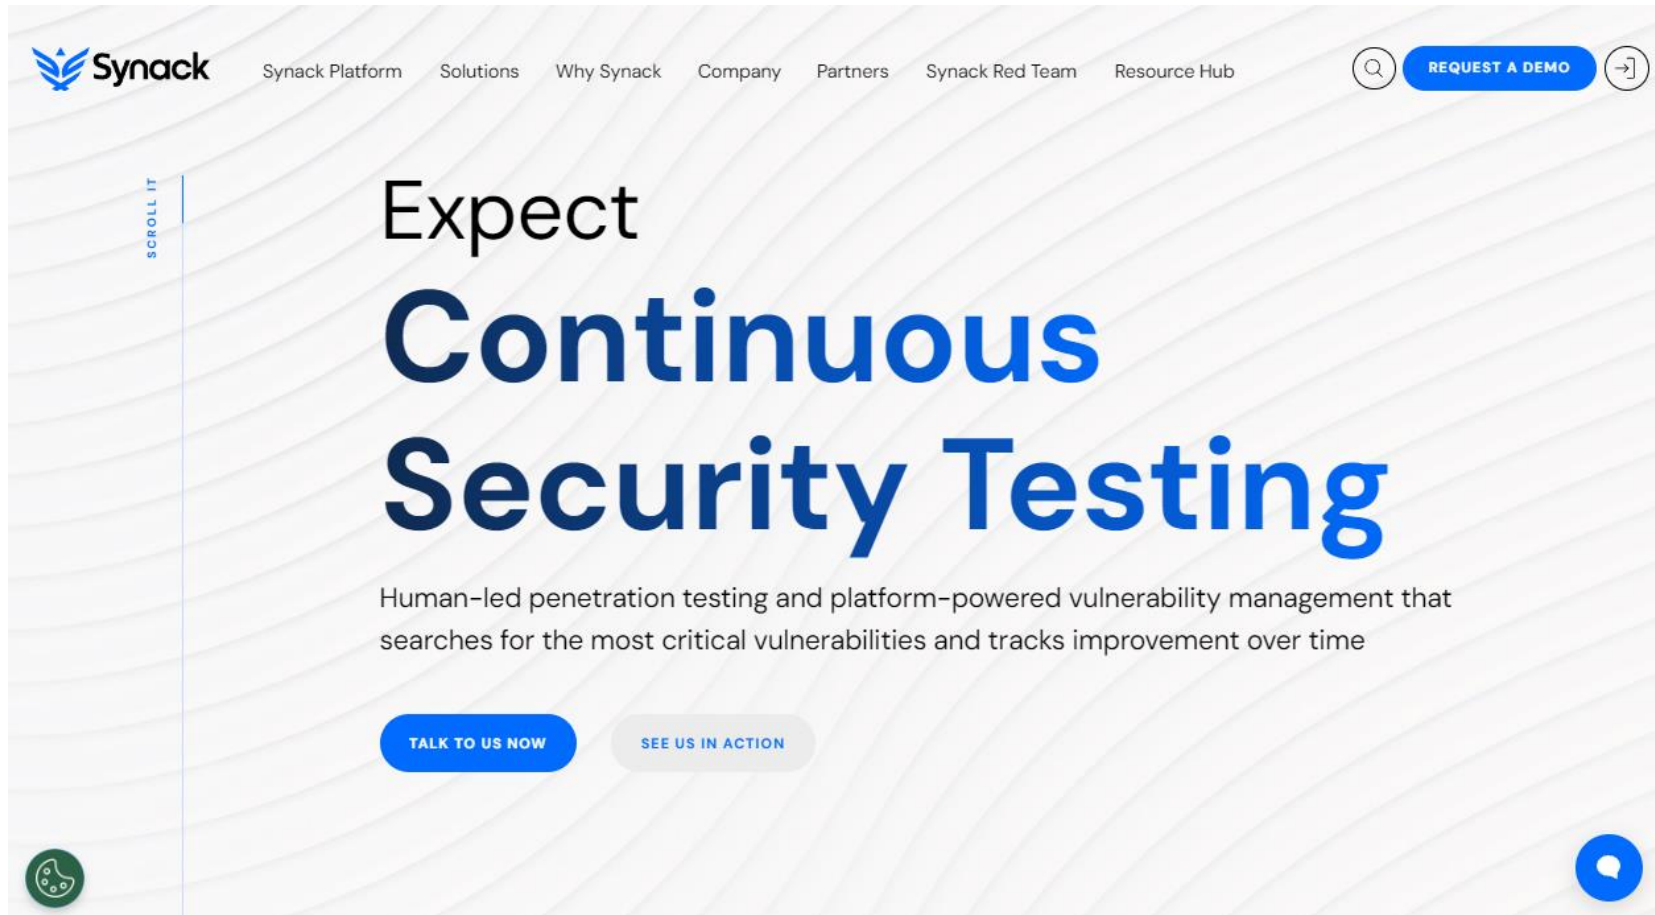 Synack
Synack Platform
Solutions
Why Synack
Company
Partners
Synack Red Team
Resource Hub
REQUEST A DEMO
SCROLL IT
Expect
Continuous
Security Testing
Human-led penetration testing and platform-powered vulnerability management that
searches for the most critical vulnerabilities and tracks improvement over time
TALK TO US NOW
SEE US IN ACTION